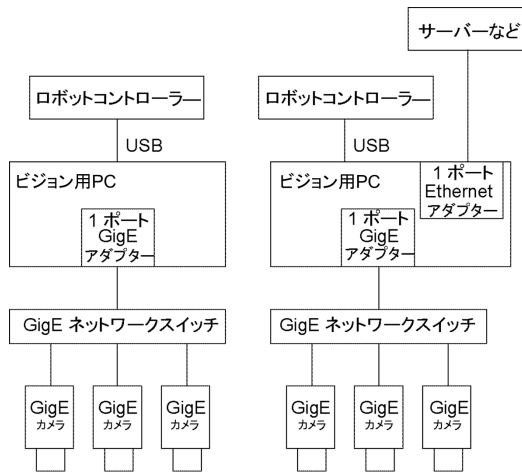 サーバーなど
ロボットコントローラー
USB
ビジョン用PC
1 ポート
GigE
アダプター
GigE ネットワークスイッチ
GigE
カメラ
GigE
カメラ
GigE
カメラ
ロボットコントローラー
USB
ビジョン用PC
1 ポート
Ethernet
アダプター
1 ポート
GigE
アダプター
GigE ネットワークスイッチ
GigE
カメラ
GigE
カメラ
GigE
カメラ